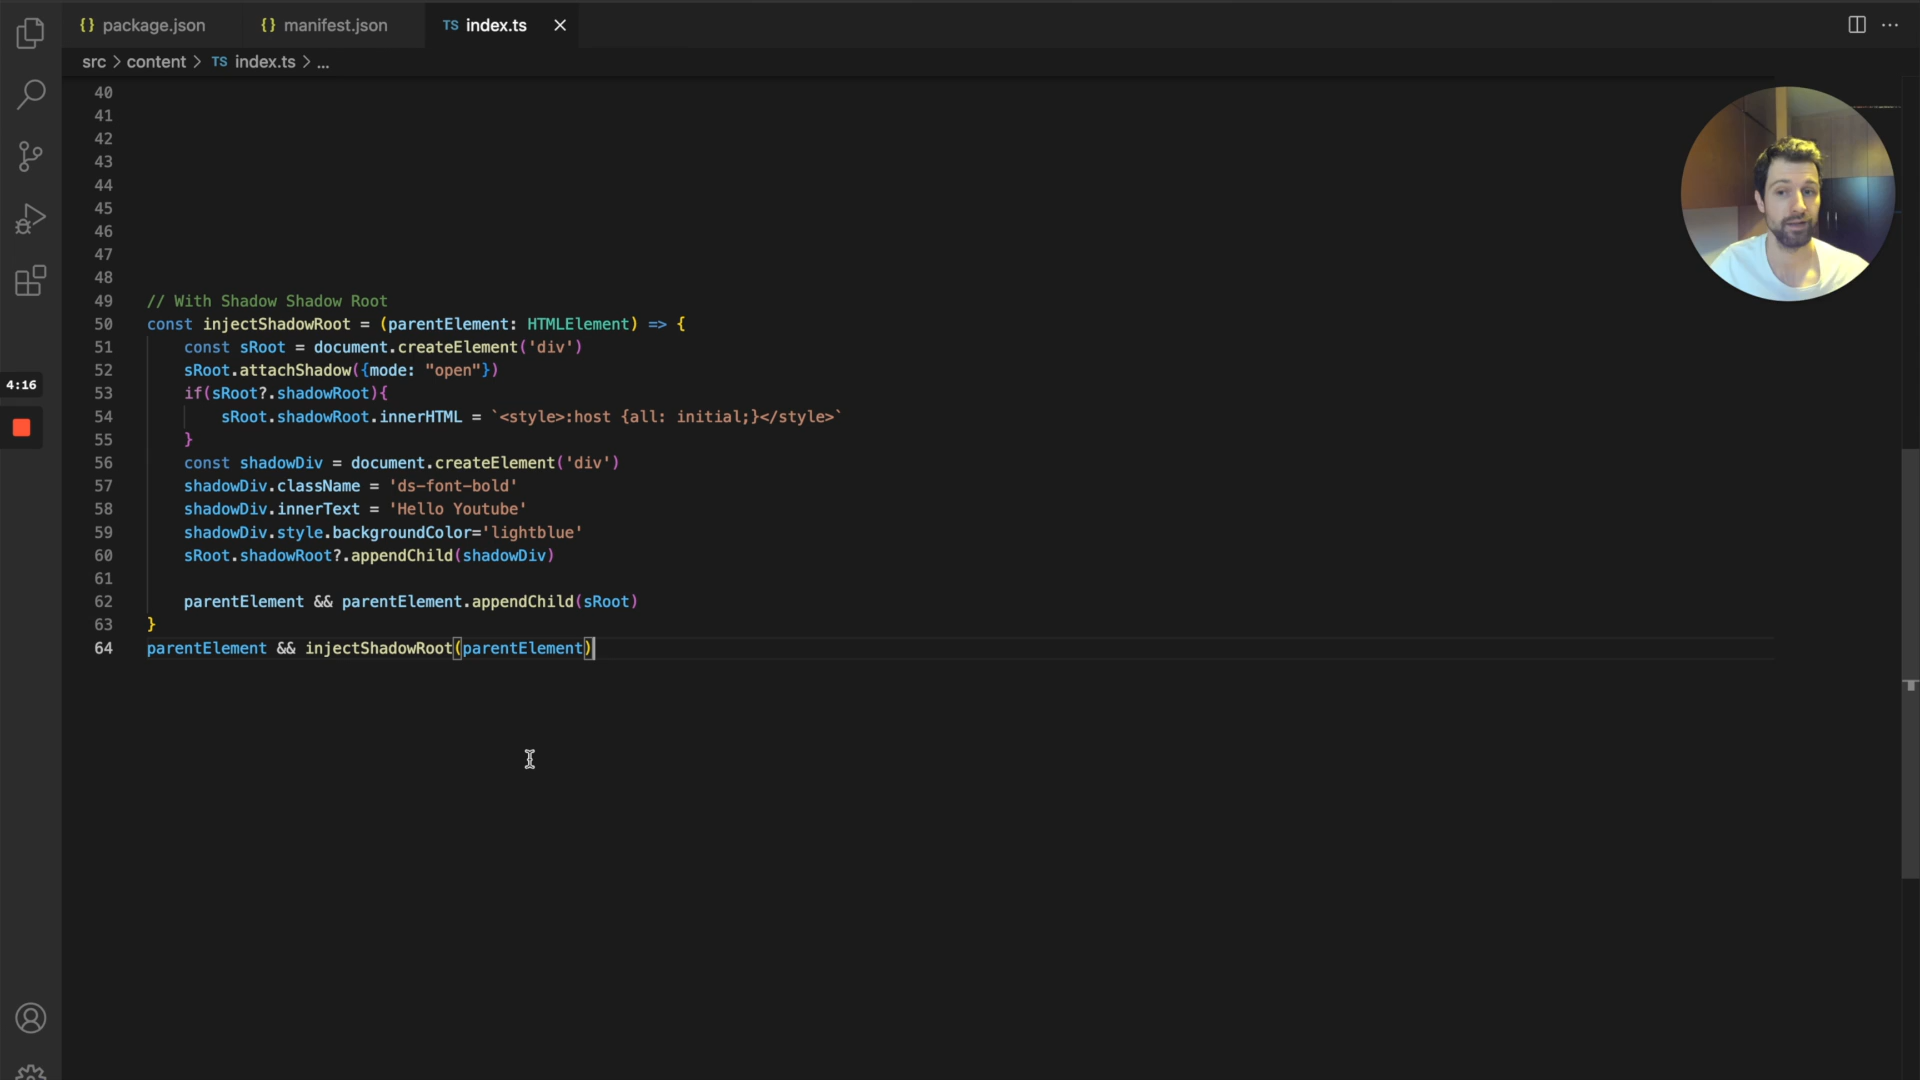 {} package.json {} manifest.json TS index.ts
src > content > TS index.ts > ...
40
41
42
43
44
45
46
47
48
49 // With Shadow Shadow Root
50 const injectShadowRoot = (parentElement: HTMLElement) => {
51 const sRoot = document.createElement('div')
52 sRoot.attachShadow({mode: "open"})
53 if(sRoot?.shadowRoot){
54 sRoot.shadowRoot.innerHTML = `<style>:host {all: initial;}</style>`
55 }
56 const shadowDiv = document.createElement('div')
57 shadowDiv.className = 'ds-font-bold'
58 shadowDiv.innerText = 'Hello Youtube'
59 shadowDiv.style.backgroundColor='lightblue'
60 sRoot.shadowRoot?.appendChild(shadowDiv)
61
62 parentElement && parentElement.appendChild(sRoot)
63 }
64 parentElement && injectShadowRoot(parentElement)
4:16